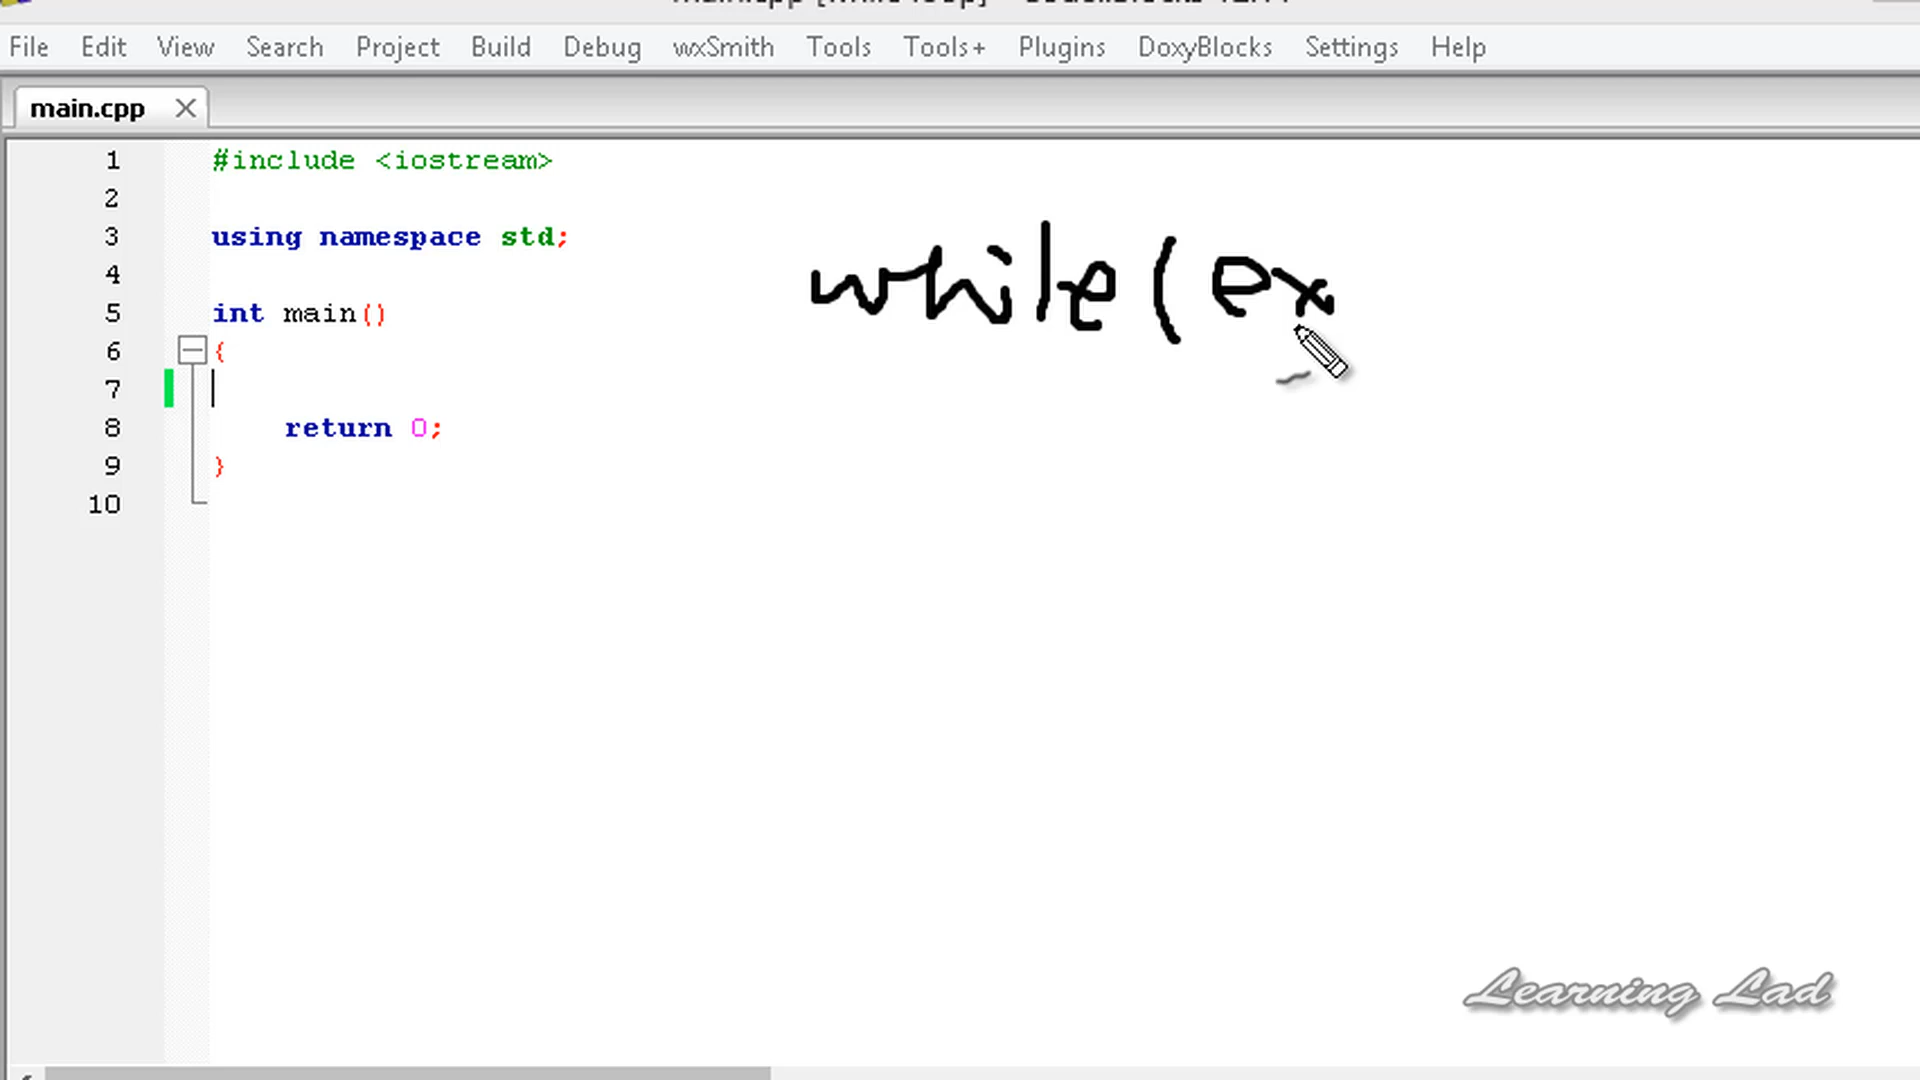 File Edit View Search Project Build Debug wxSmith Tools Tools+ Plugins DoxyBlocks Settings Help
main.cpp
1 #include <iostream>
2
3 using namespace std;
4
5 int main()
6 {
7
8 return 0;
9 }
10
while(ex
Learning Lad